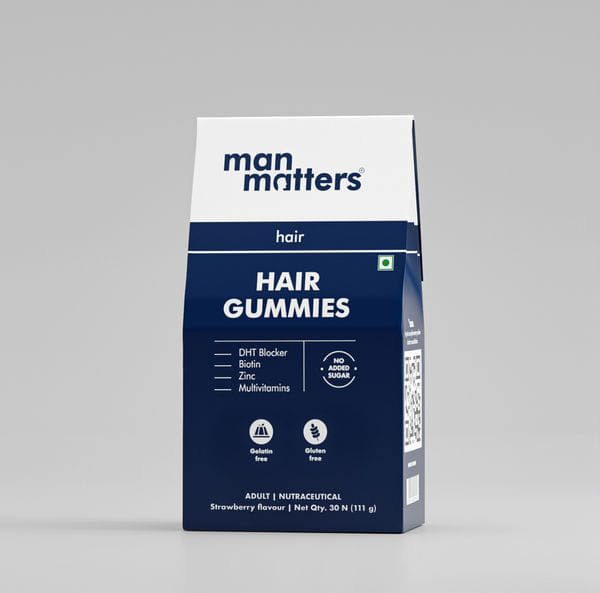 man
matters®
hair
HAIR
GUMMIES
DHT Blocker
Biotin
Zinc
Multivitamins
NO
ADDED
SUGAR
Gelatin
free
Gluten
free
ADULT | NUTRACEUTICAL
Strawberry flavour | Net Qty. 30 N (111 g)